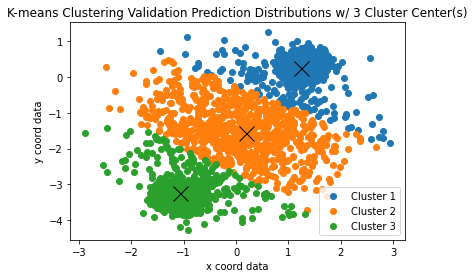 K-means Clustering Validation Prediction Distributions w/ 3 Cluster Center(s)
1
0
−1
−2
−3
−4
y coord data
Cluster 1
Cluster 2
Cluster 3
−3 −2 −1 0 1 2 3
x coord data